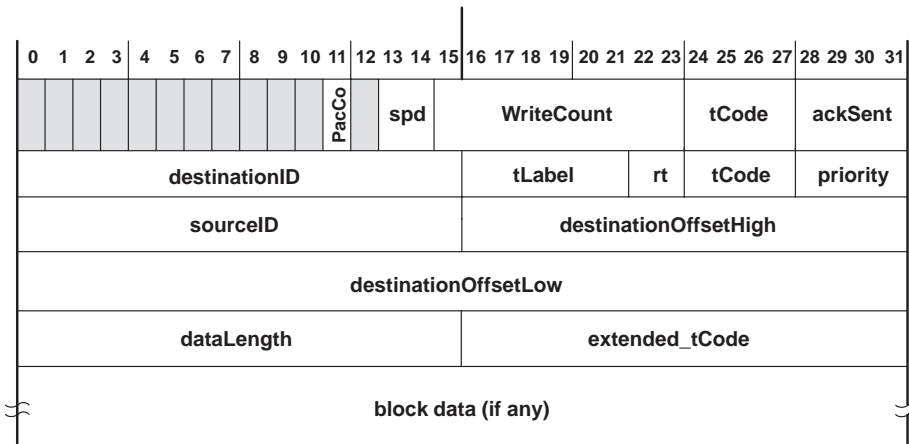 0 1 2 3 4 5 6 7 8 9 10 11 12 13 14 15 16 17 18 19 20 21 22 23 24 25 26 27 28 29 30 31
PacCo spd WriteCount tCode ackSent
destinationID tLabel rt tCode priority
sourceID destinationOffsetHigh
destinationOffsetLow
dataLength extended_tCode
block data (if any)